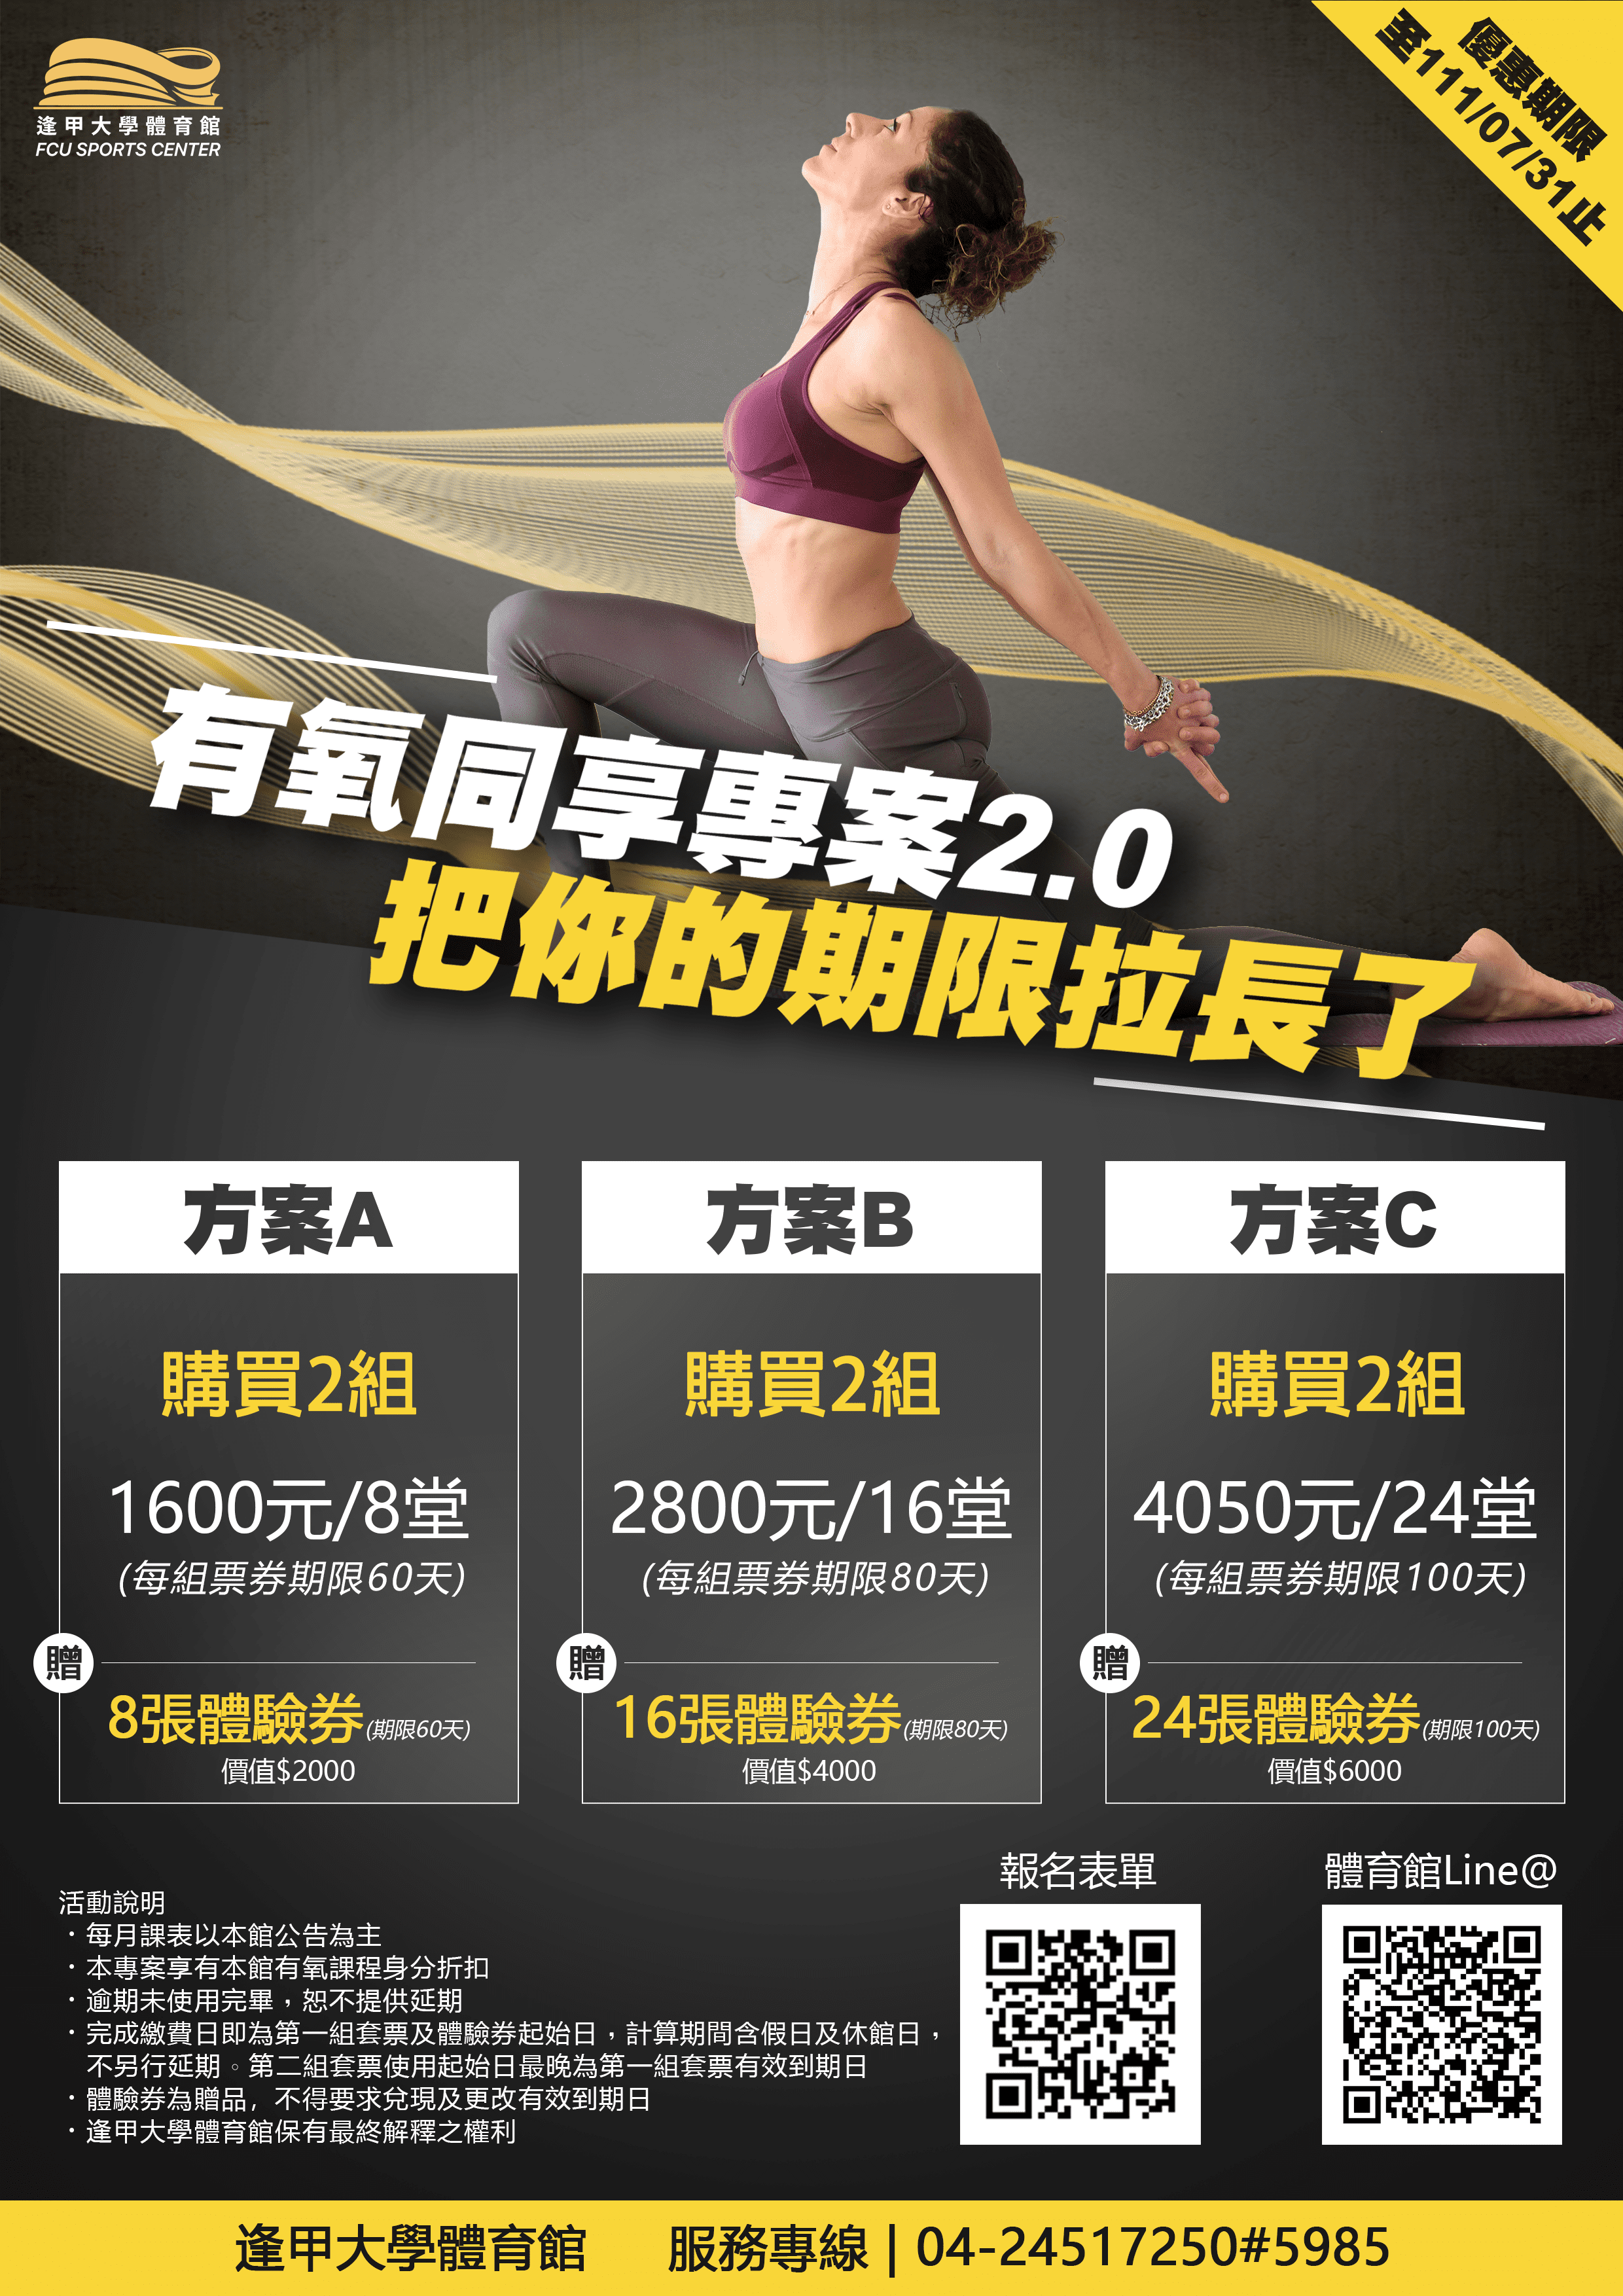 逢甲大學體育館
FCU SPORTS CENTER
優惠期限
至111/07/31止
有氧同享專案2.0
把你的期限拉長了
方案A
購買2組
1600元/8堂
(每組票券期限60天)
贈
8張體驗券(期限60天)
價值$2000
方案B
購買2組
2800元/16堂
(每組票券期限80天)
贈
16張體驗券(期限80天)
價值$4000
方案C
購買2組
4050元/24堂
(每組票券期限100天)
贈
24張體驗券(期限100天)
價值$6000
活動說明
・每月課表以本館公告為主
・本專案享有本館有氧課程身分折扣
・逾期未使用完畢，恕不提供延期
・完成繳費日即為第一組套票及體驗券起始日，計算期間含假日及休館日，
不另行延期。第二組套票使用起始日最晚為第一組套票有效到期日
・體驗券為贈品，不得要求兌現及更改有效到期日
・逢甲大學體育館保有最終解釋之權利
報名表單
體育館Line@
逢甲大學體育館 服務專線 | 04-24517250#5985